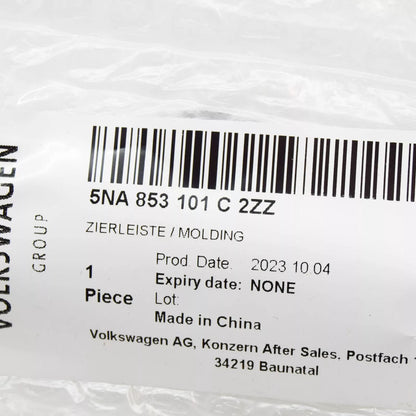 VOLKSWAGEN
GROUP
5NA 853 101 C 2ZZ
ZIERLEISTE / MOLDING
Prod. Date. 2023 10 04
1 Expiry date: NONE
Piece Lot:
Made in China
Volkswagen AG, Konzern After Sales. Postfach
34219 Baunatal